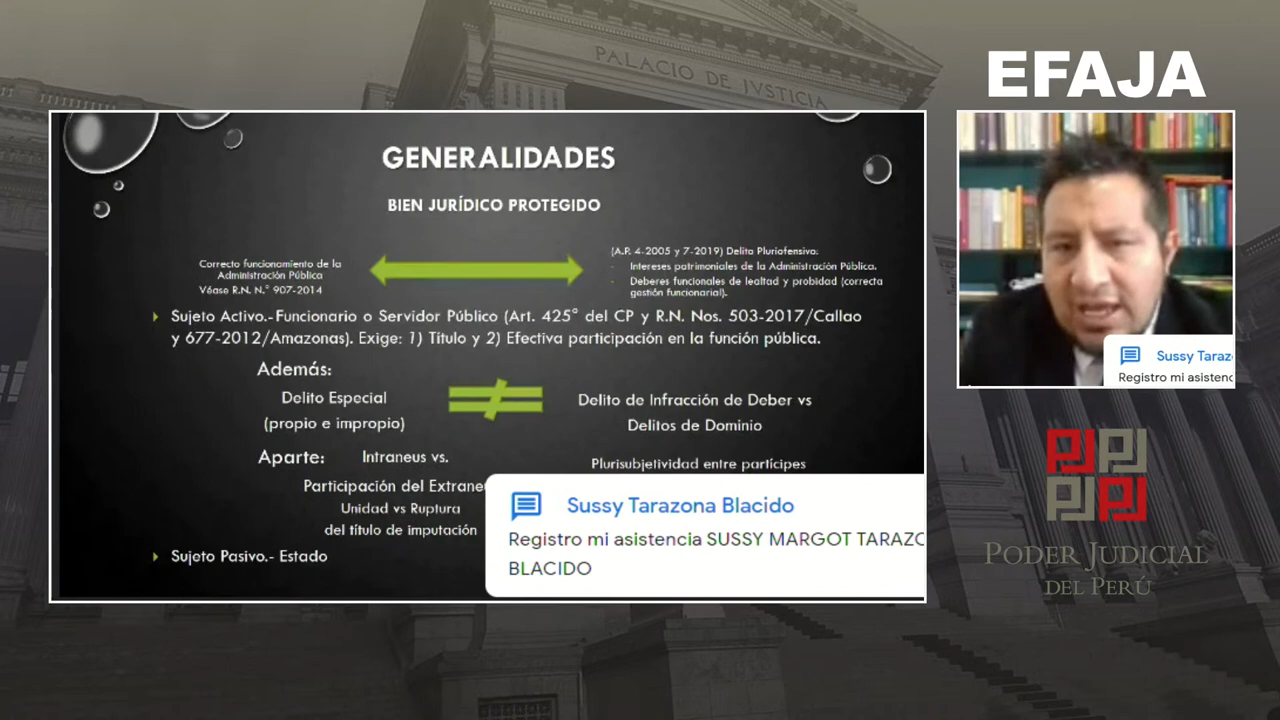 PALACIO DE JUSTICIA
EFAJA
GENERALIDADES
BIEN JURÍDICO PROTEGIDO
Correcto funcionamiento de la
Administración Pública
Véase R.N. N.° 907-2014
(A.P. 4-2005 y 7-2019) Delito Pluriofensivo:
- Intereses patrimoniales de la Administración Pública.
- Deberes funcionales de lealtad y probidad (correcta
gestión funcionarial).
Sujeto Activo.- Funcionario o Servidor Público (Art. 425° del CP y R.N. Nos. 503-2017/Callao
y 677-2012/Amazonas). Exige: 1) Título y 2) Efectiva participación en la función pública.
Además:
Delito Especial
(propio e impropio)
Delito de Infracción de Deber vs
Delitos de Dominio
Aparte: Intraneus vs.
Participación del Extraneu
Unidad vs Ruptura
del título de imputación
Plurisubjetividad entre partícipes
Sujeto Pasivo.- Estado
Sussy Tarazona Blacido
Registro mi asistencia SUSSY MARGOT TARAZO
BLACIDO
Sussy Taraz
Registro mi asistenc
PODER JUDICIAL
DEL PERÚ